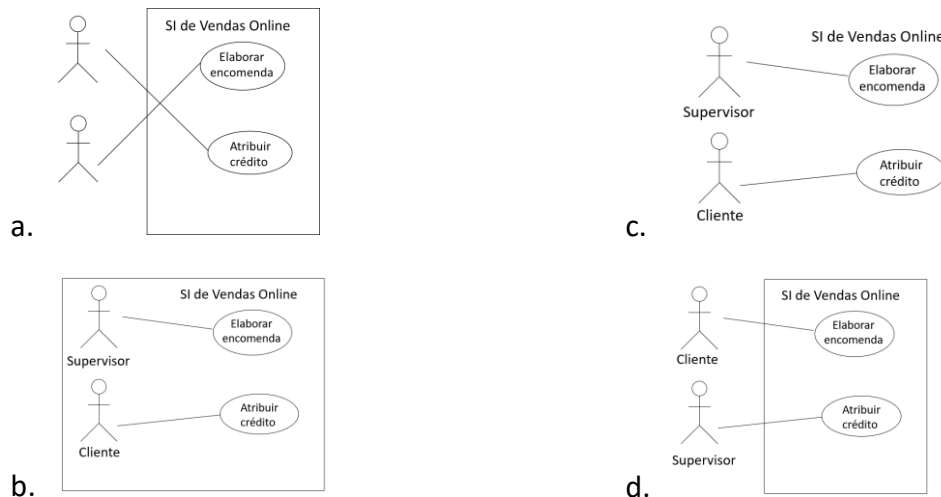 SI de Vendas Online
Elaborar
encomenda
Atribuir
crédito
a.
SI de Vendas Online
Supervisor
Elaborar
encomenda
Cliente
Atribuir
crédito
c.
SI de Vendas Online
Supervisor
Elaborar
encomenda
Cliente
Atribuir
crédito
b.
SI de Vendas Online
Cliente
Elaborar
encomenda
Supervisor
Atribuir
crédito
d.